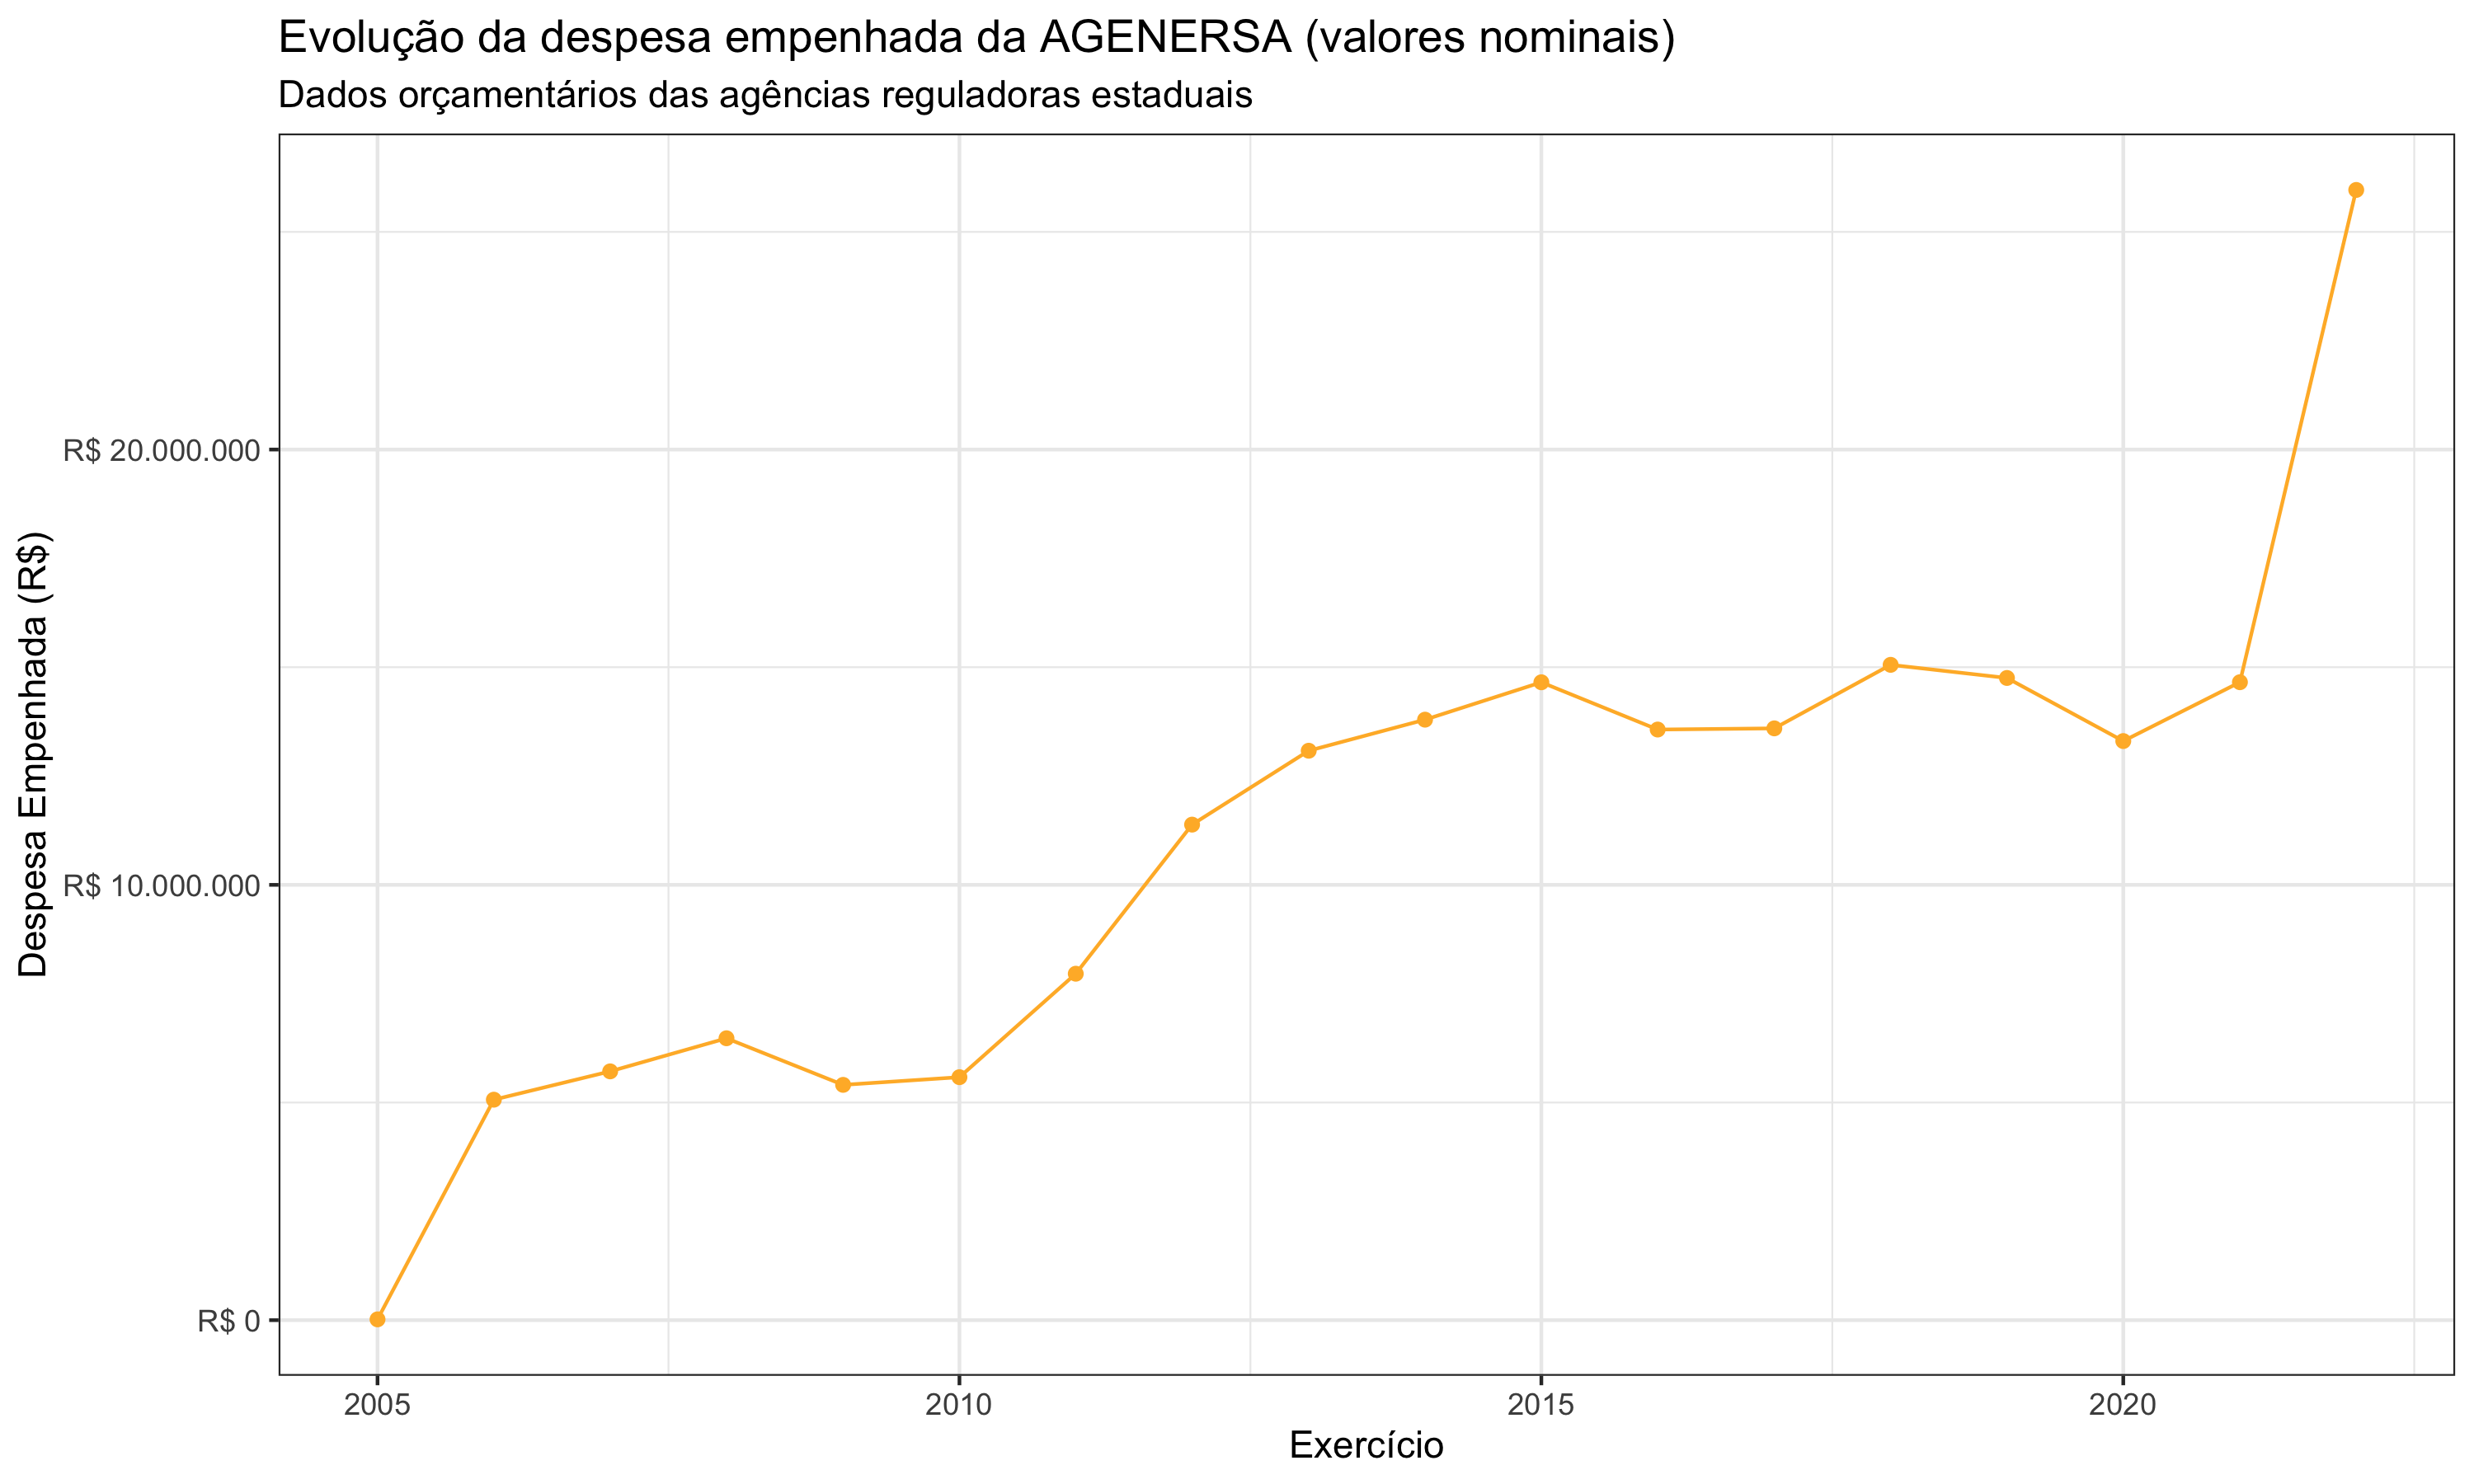 Evolução da despesa empenhada da AGENERSA (valores nominais)
Dados orçamentários das agências reguladoras estaduais
Despesa Empenhada (R$)
R$ 20.000.000
R$ 10.000.000
R$ 0
2005 2010 2015 2020
Exercício